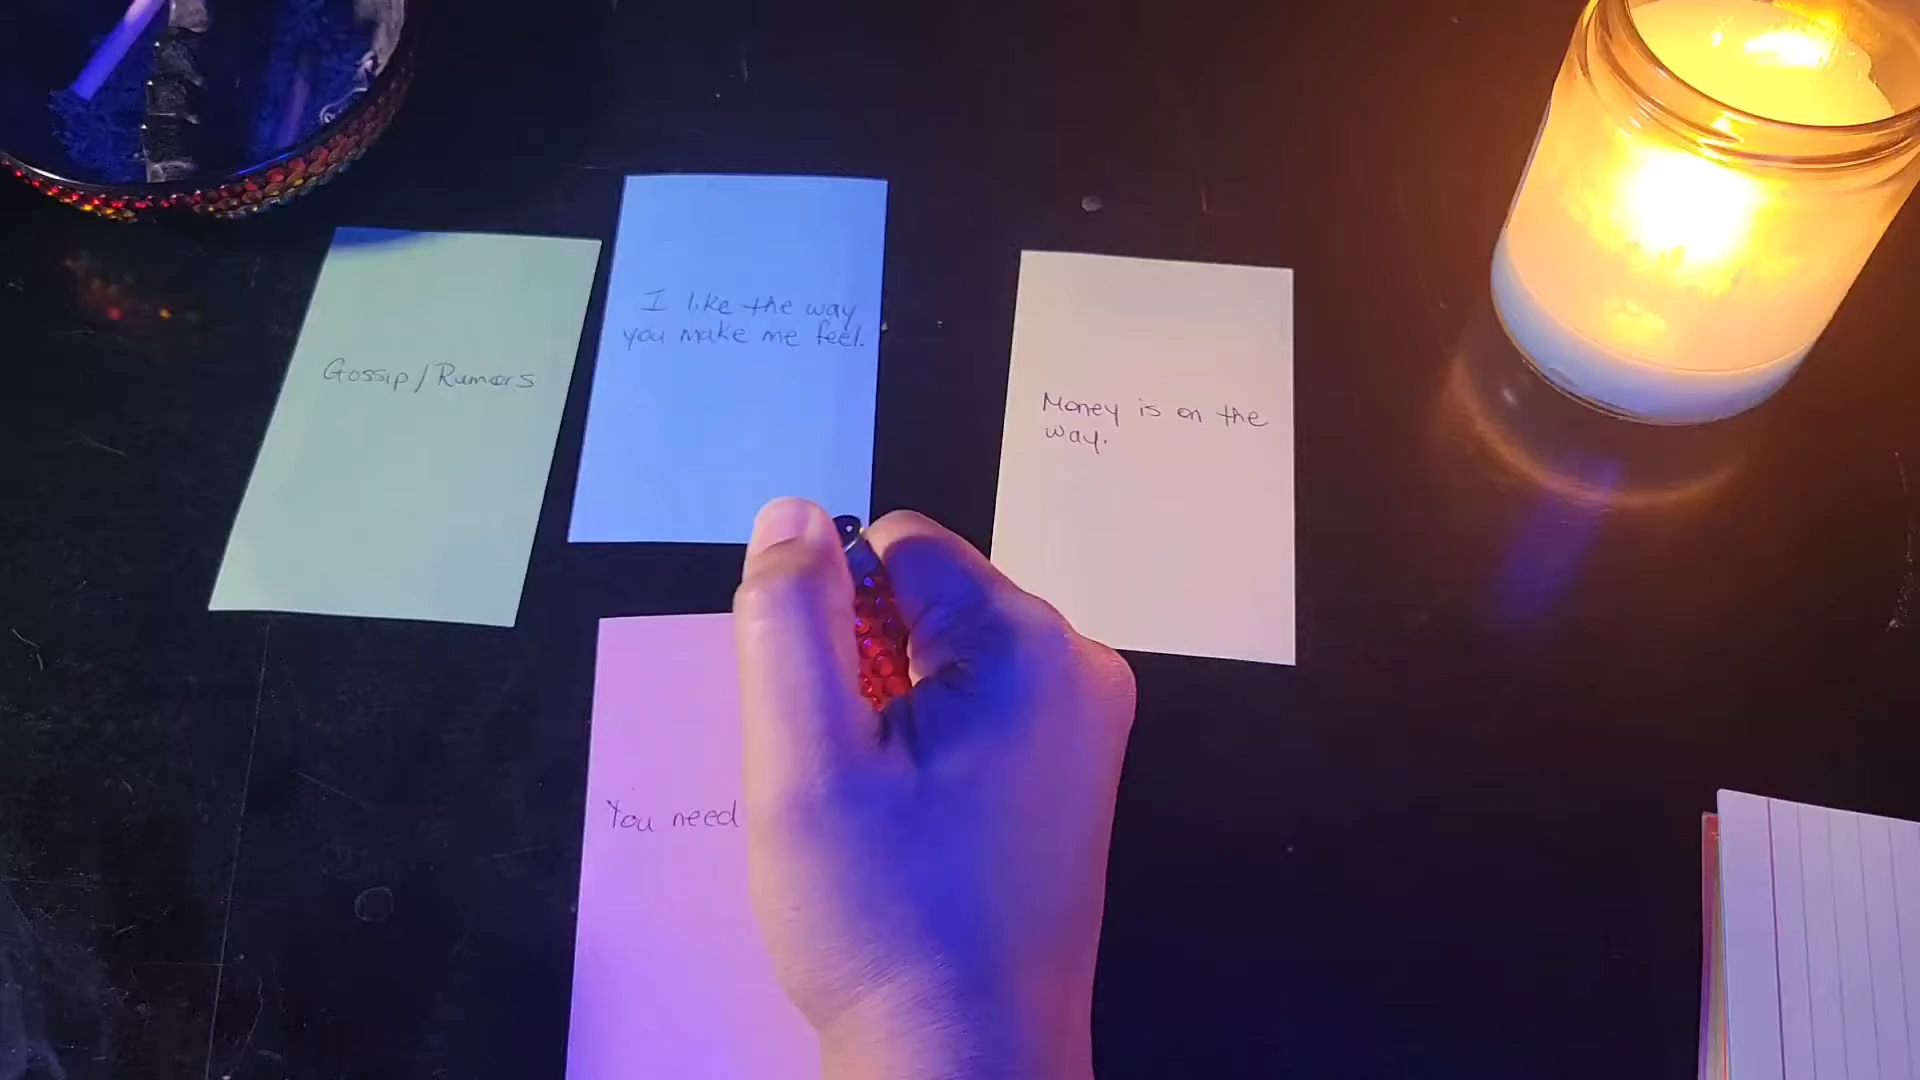 Gossip/Rumors
I like the way
you make me feel.
Money is on the
way.
You need